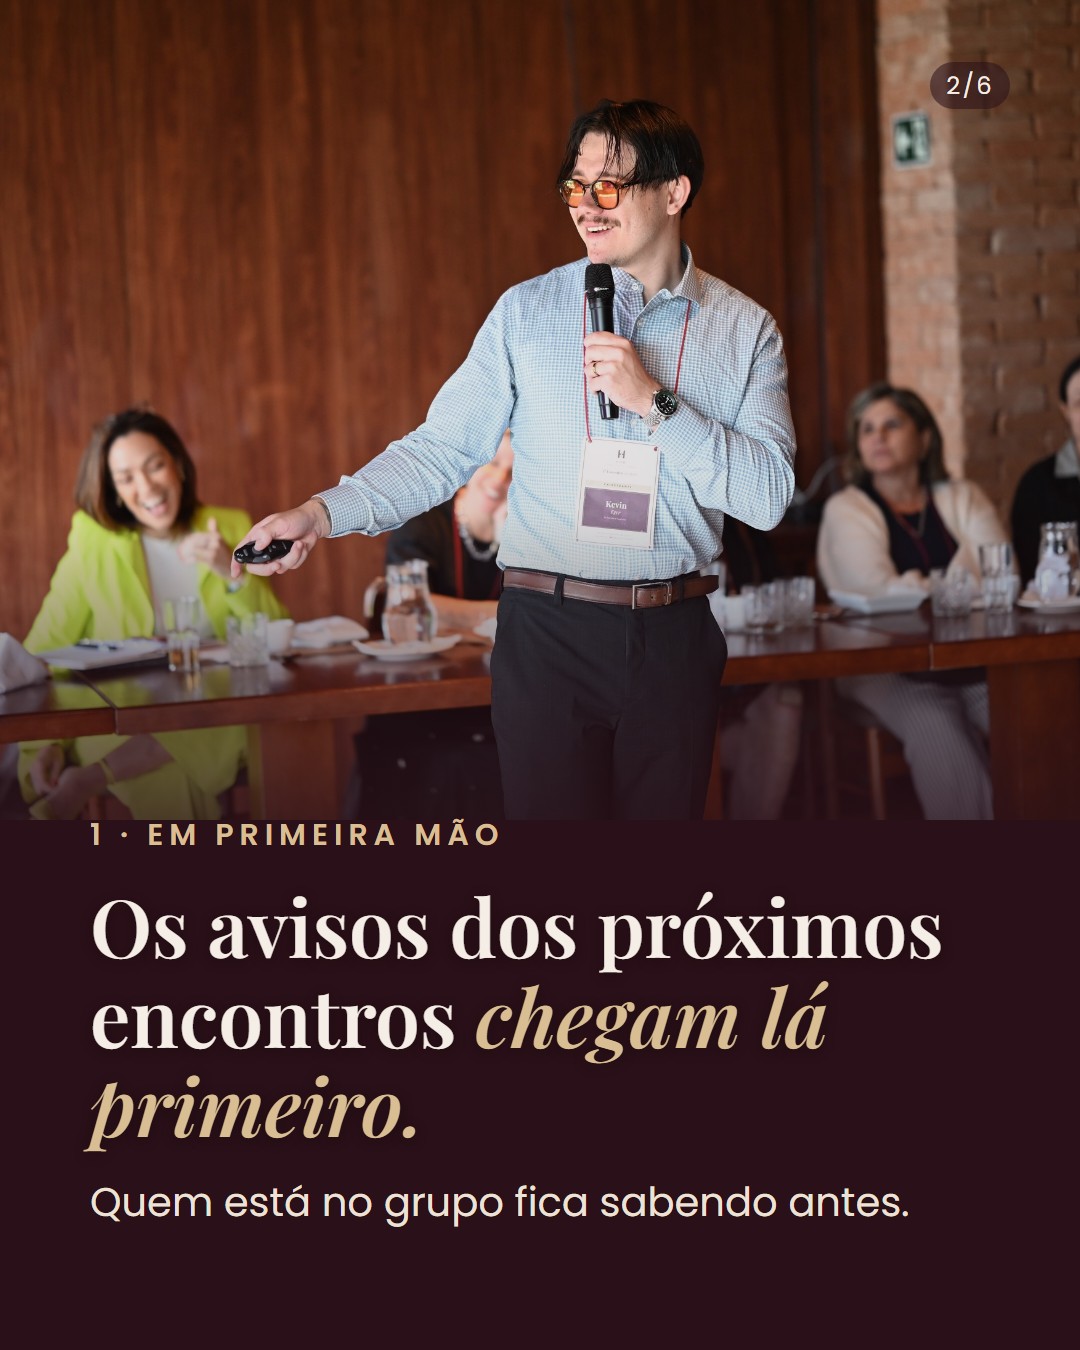 2/6
H
Kevin
1 · EM PRIMEIRA MÃO
Os avisos dos próximos
encontros chegam lá
primeiro.
Quem está no grupo fica sabendo antes.